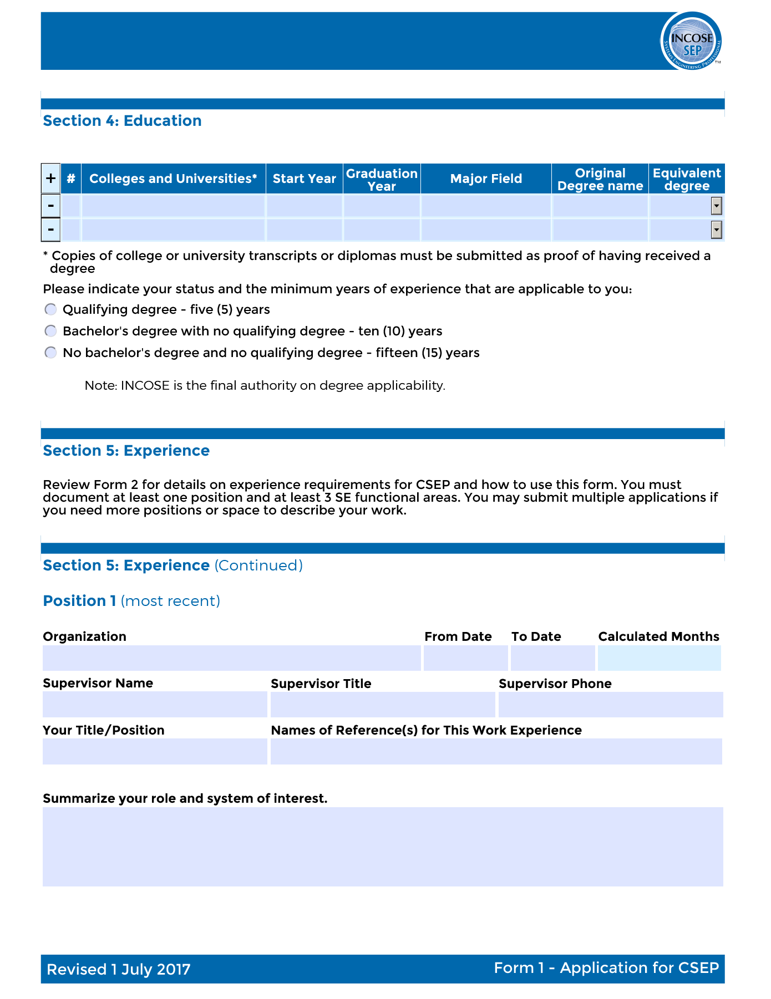 INCOSE
SEP
Systems Engineering Professional
™
Section 4: Education
+ # Colleges and Universities* Start Year Graduation Year Major Field Original Degree name Equivalent degree
-
-
* Copies of college or university transcripts or diplomas must be submitted as proof of having received a
degree
Please indicate your status and the minimum years of experience that are applicable to you:
Qualifying degree - five (5) years
Bachelor's degree with no qualifying degree - ten (10) years
No bachelor's degree and no qualifying degree - fifteen (15) years
Note: INCOSE is the final authority on degree applicability.
Section 5: Experience
Review Form 2 for details on experience requirements for CSEP and how to use this form. You must
document at least one position and at least 3 SE functional areas. You may submit multiple applications if
you need more positions or space to describe your work.
Section 5: Experience (Continued)
Position 1 (most recent)
Organization From Date To Date Calculated Months
Supervisor Name Supervisor Title Supervisor Phone
Your Title/Position Names of Reference(s) for This Work Experience
Summarize your role and system of interest.
Revised 1 July 2017 Form 1 - Application for CSEP